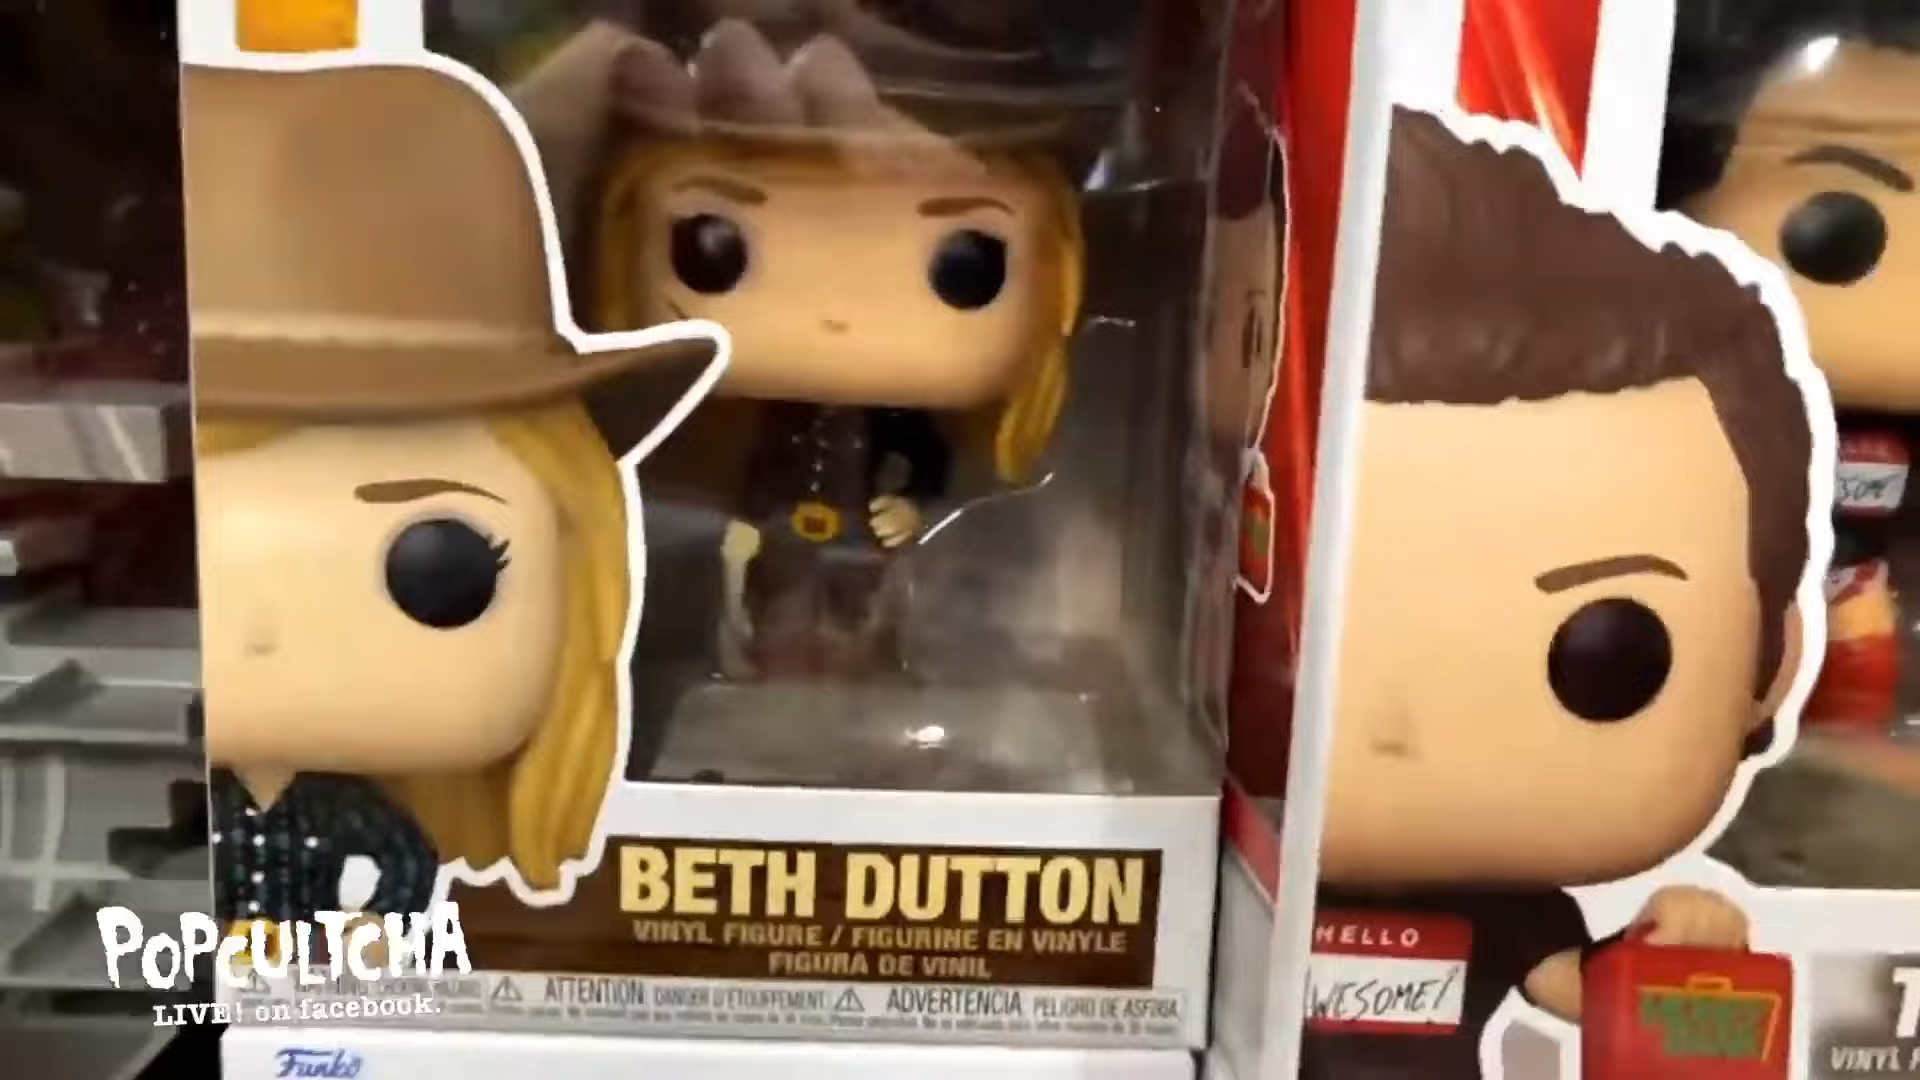 BETH DUTTON
VINYL FIGURE / FIGURINE EN VINYLE
FIGURA DE VINIL
ATTENTION DANGER D'ÉTOUFFEMENT. ADVERTENCIA PELIGRO DE ASFIXIA.
Funko
POPCULTCHA
LIVE! on facebook.
HELLO
AWESOME!
VINYL F